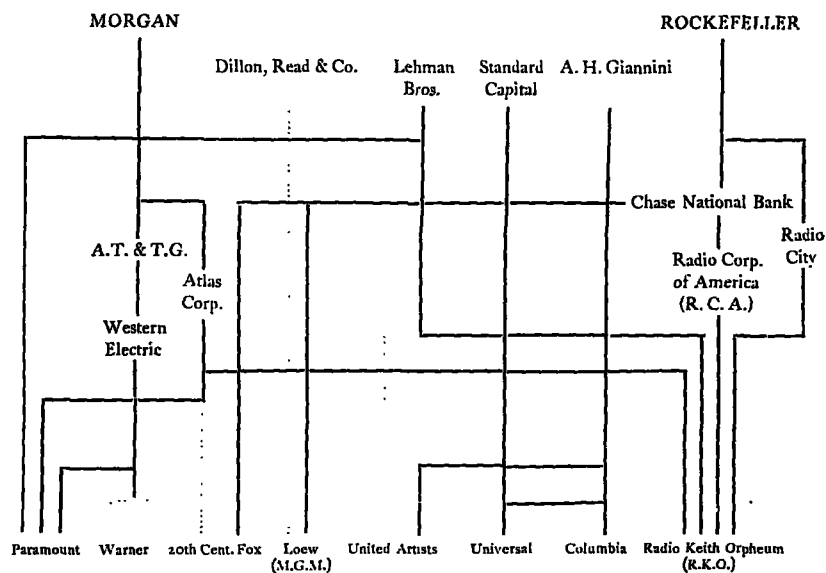 MORGAN
ROCKEFELLER
Dillon, Read & Co.
Lehman
Bros.
Standard
Capital
A. H. Giannini
Chase National Bank
A.T. & T.G.
Atlas
Corp.
Radio Corp.
of America
(R. C. A.)
Radio
City
Western
Electric
Paramount
Warner
20th Cent. Fox
Loew
(M.G.M.)
United Artists
Universal
Columbia
Radio Keith Orpheum
(R.K.O.)